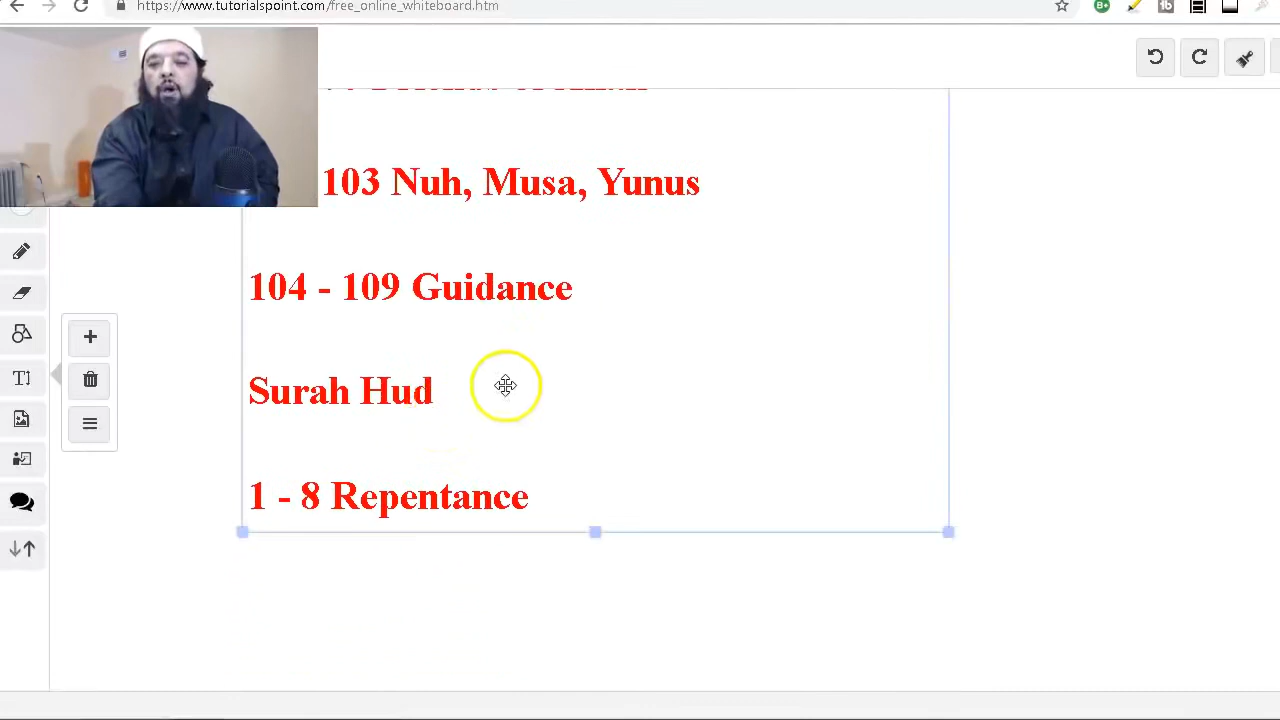 https://www.tutorialspoint.com/free_online_whiteboard.htm
103 Nuh, Musa, Yunus
104 - 109 Guidance
Surah Hud
1 - 8 Repentance